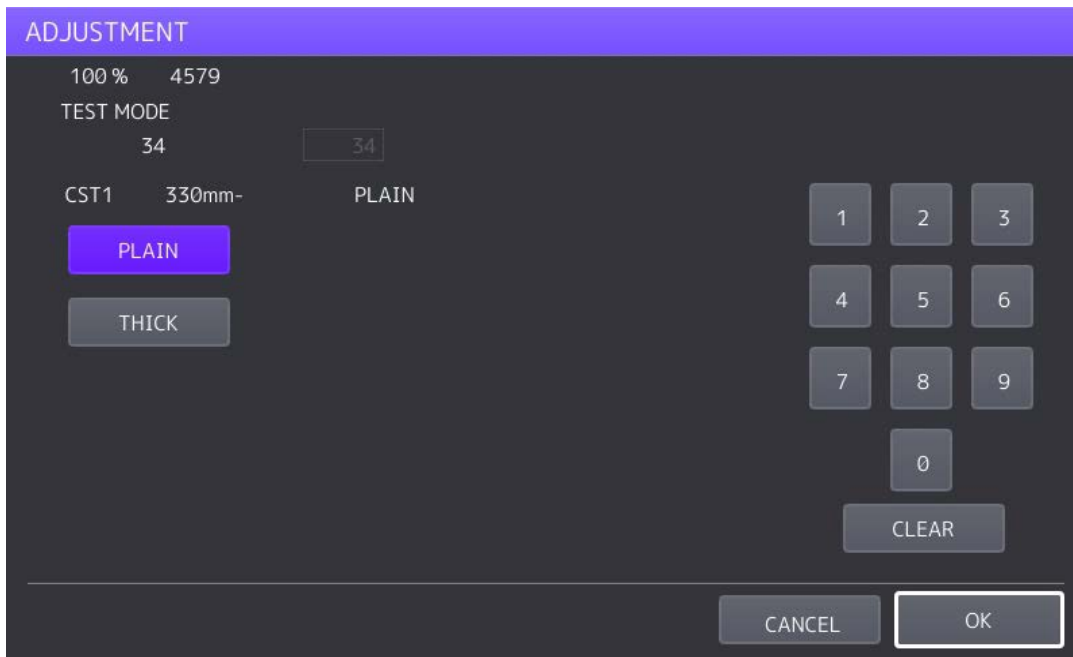 ADJUSTMENT
100 % 4579
TEST MODE
34 34
CST1 330mm- PLAIN
PLAIN
THICK
1 2 3
4 5 6
7 8 9
0
CLEAR
CANCEL OK